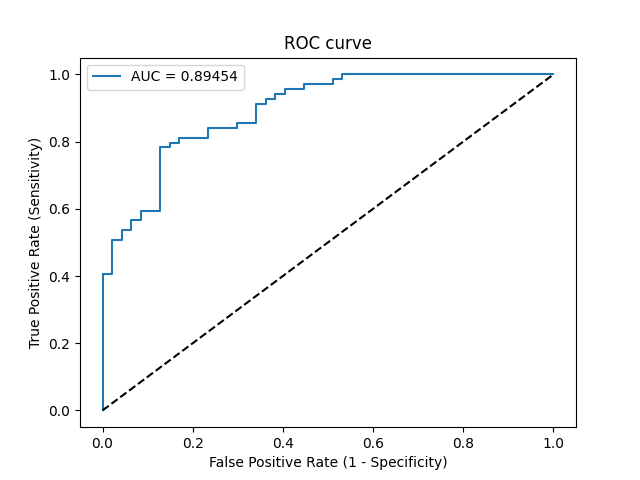 ROC curve
AUC = 0.89454
1.0
0.8
0.6
0.4
0.2
0.0
True Positive Rate (Sensitivity)
0.0 0.2 0.4 0.6 0.8 1.0
False Positive Rate (1 - Specificity)